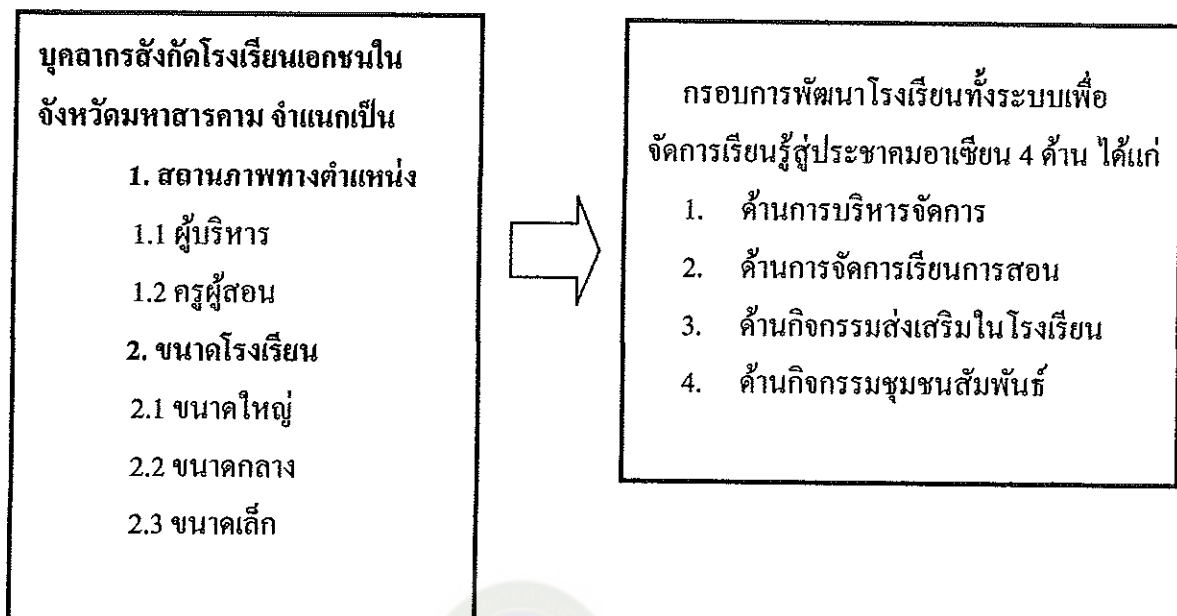 บุคลากรสังกัดโรงเรียนเอกชนใน
จังหวัดมหาสารคาม จำแนกเป็น
1. สถานภาพทางตำแหน่ง
1.1 ผู้บริหาร
1.2 ครูผู้สอน
2. ขนาดโรงเรียน
2.1 ขนาดใหญ่
2.2 ขนาดกลาง
2.3 ขนาดเล็ก
กรอบการพัฒนาโรงเรียนทั้งระบบเพื่อ
จัดการเรียนรู้สู่ประชาคมอาเซียน 4 ด้าน ได้แก่
1. ด้านการบริหารจัดการ
2. ด้านการจัดการเรียนการสอน
3. ด้านกิจกรรมส่งเสริมในโรงเรียน
4. ด้านกิจกรรมชุมชนสัมพันธ์